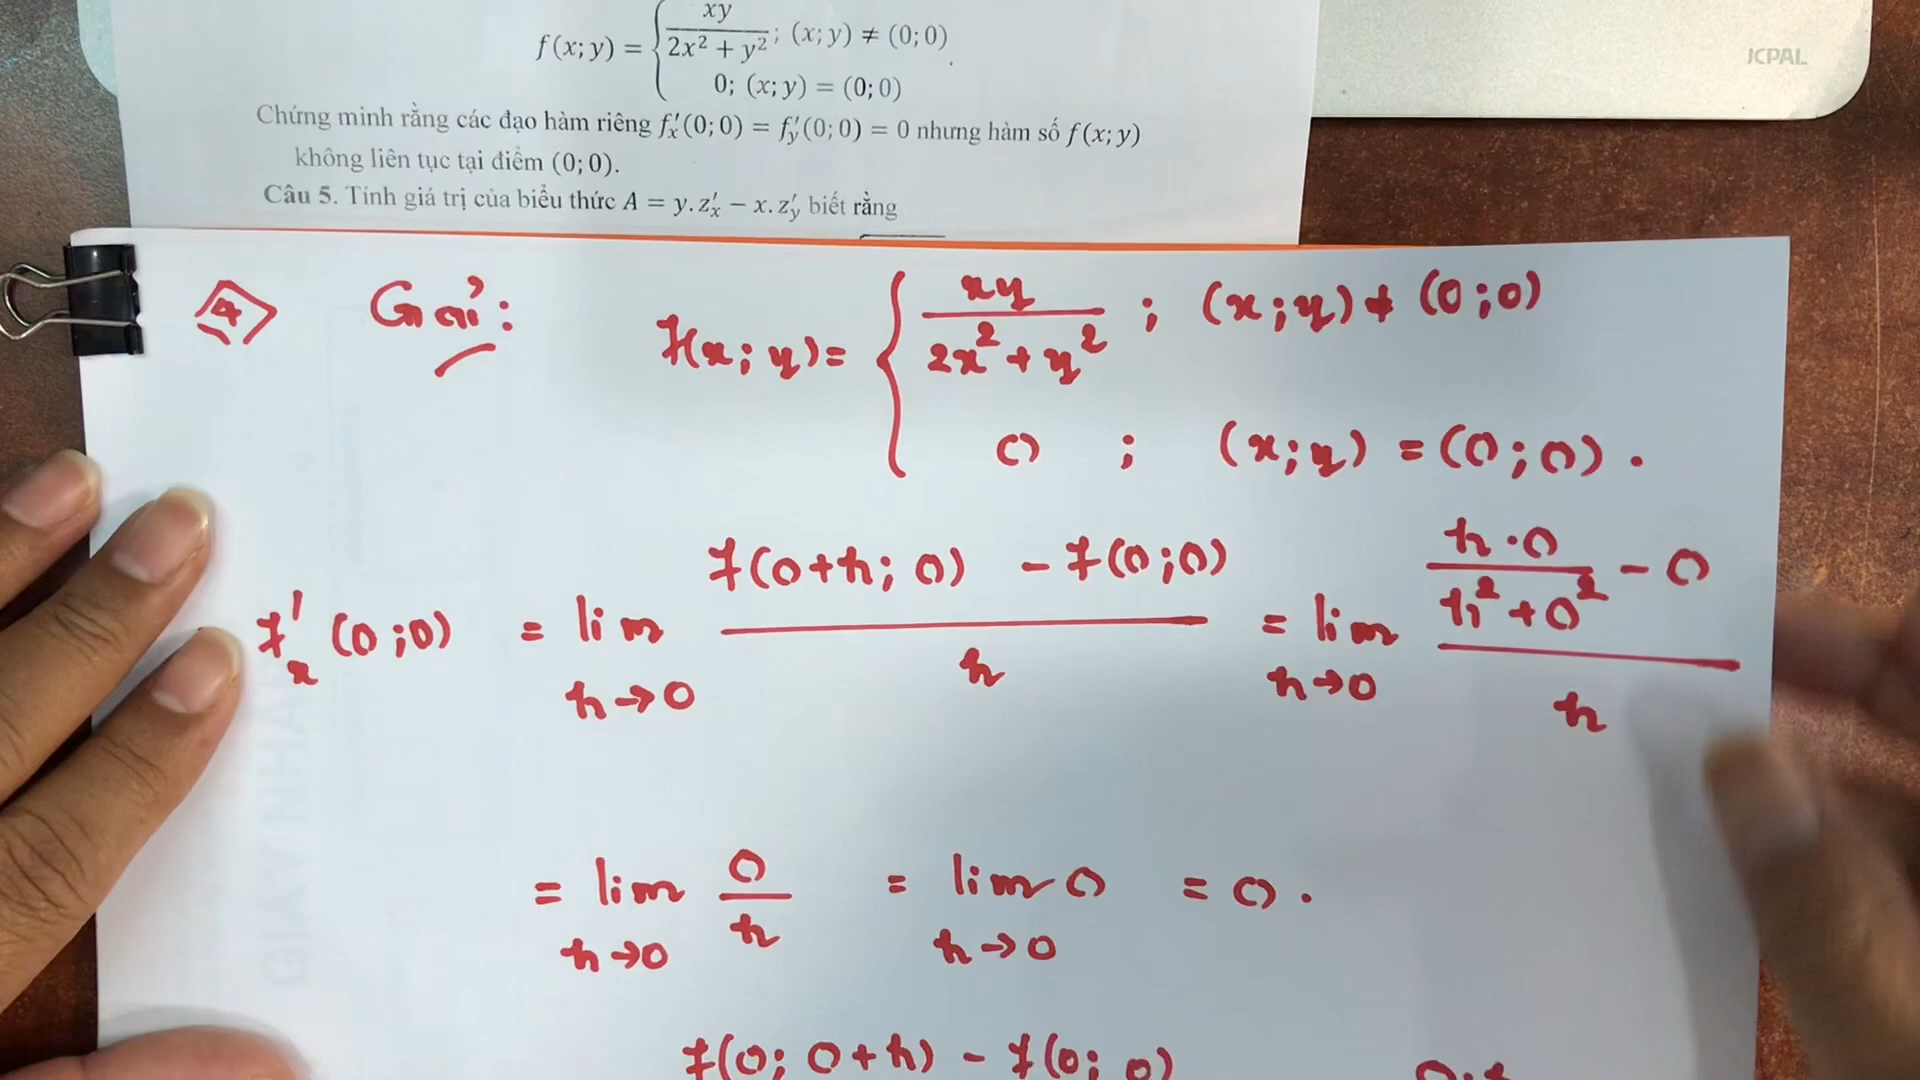 f(x; y) = { xy / 2x² + y² ; (x; y) ≠ (0; 0)
0; (x; y) = (0; 0) .
JCPAL
Chứng minh rằng các đạo hàm riêng f'ₓ(0; 0) = f'ᵧ(0; 0) = 0 nhưng hàm số f(x; y)
không liên tục tại điểm (0; 0).
Câu 5. Tính giá trị của biểu thức A = y. z'ₓ − x. z'ᵧ biết rằng
4 Giải: f(x; y) = { xy / 2x² + y² ; (x; y) ≠ (0; 0)
0 ; (x; y) = (0; 0) .
f'ₓ(0; 0) = lim h→0 f(0+h; 0) − f(0; 0) / h = lim h→0 (h·0 / h² + 0² − 0) / h
= lim h→0 0 / h = lim h→0 0 = 0 .
f(0; 0+h) − f(0; 0)